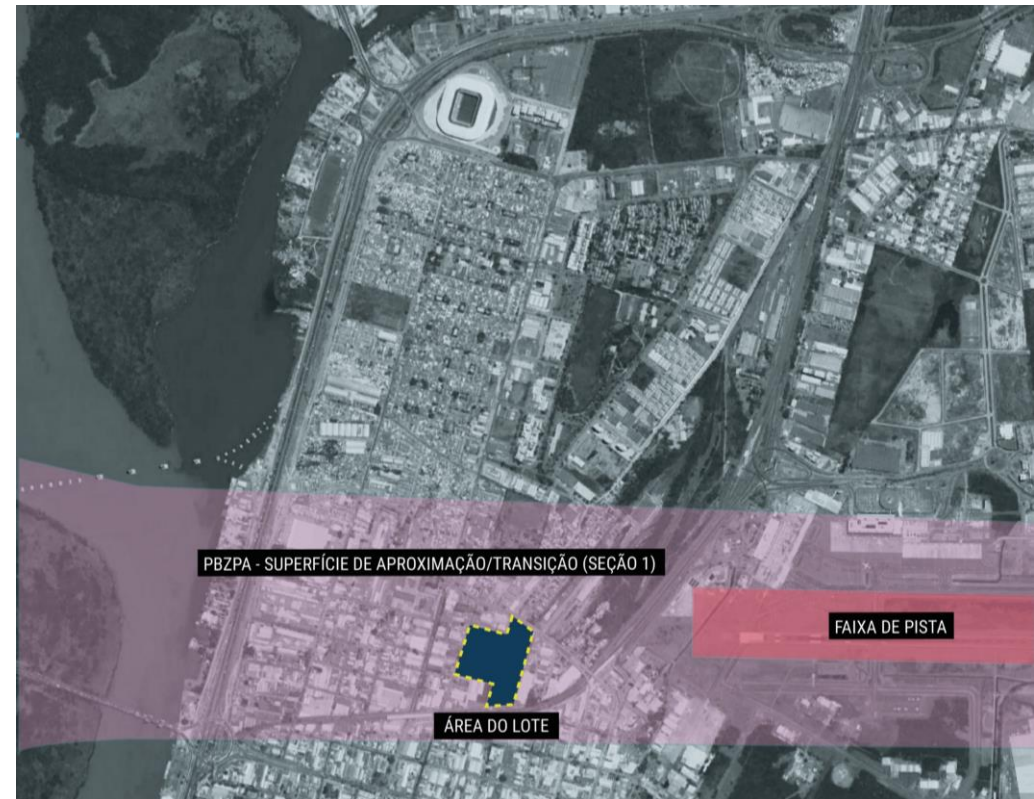 PBZPA - SUPERFÍCIE DE APROXIMAÇÃO/TRANSIÇÃO (SEÇÃO 1)
FAIXA DE PISTA
ÁREA DO LOTE